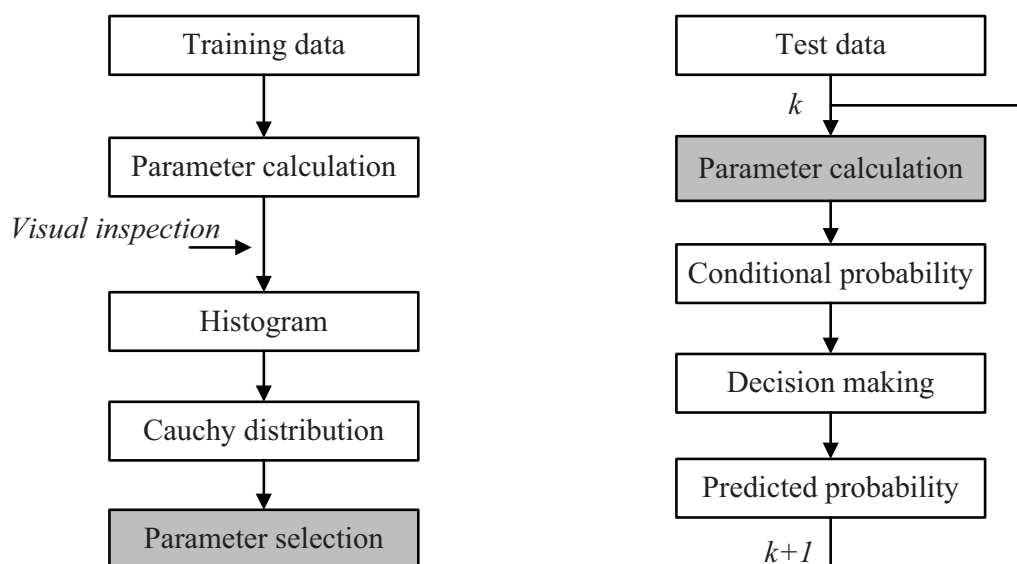 Training data
Parameter calculation
Visual inspection
Histogram
Cauchy distribution
Parameter selection
Test data
k
Parameter calculation
Conditional probability
Decision making
Predicted probability
k+1